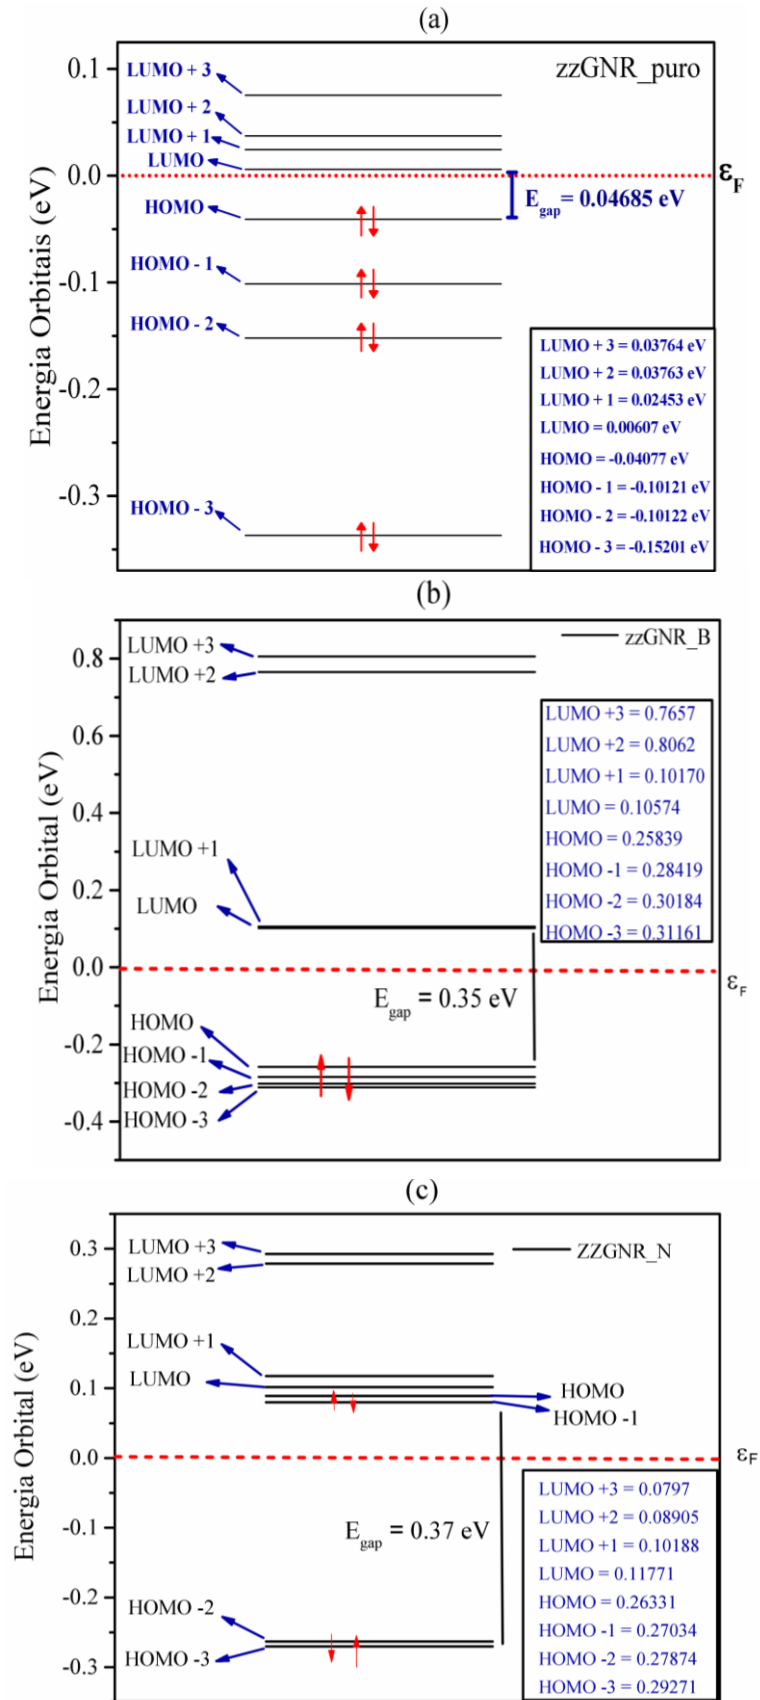 (a)
zzGNR_puro
0.1
0.0
-0.1
-0.2
-0.3
Energia Orbitais (eV)
LUMO + 3
LUMO + 2
LUMO + 1
LUMO
HOMO
HOMO - 1
HOMO - 2
HOMO - 3
εF
Egap= 0.04685 eV
LUMO + 3 = 0.03764 eV
LUMO + 2 = 0.03763 eV
LUMO + 1 = 0.02453 eV
LUMO = 0.00607 eV
HOMO = -0.04077 eV
HOMO - 1 = -0.10121 eV
HOMO - 2 = -0.10122 eV
HOMO - 3 = -0.15201 eV
(b)
zzGNR_B
0.8
0.6
0.4
0.2
0.0
-0.2
-0.4
Energia Orbital (eV)
LUMO +3
LUMO +2
LUMO +1
LUMO
HOMO
HOMO -1
HOMO -2
HOMO -3
LUMO +3 = 0.7657
LUMO +2 = 0.8062
LUMO +1 = 0.10170
LUMO = 0.10574
HOMO = 0.25839
HOMO -1 = 0.28419
HOMO -2 = 0.30184
HOMO -3 = 0.31161
εF
Egap = 0.35 eV
(c)
ZZGNR_N
0.3
0.2
0.1
0.0
-0.1
-0.2
-0.3
Energia Orbital (eV)
LUMO +3
LUMO +2
LUMO +1
LUMO
HOMO
HOMO -1
HOMO -2
HOMO -3
εF
Egap = 0.37 eV
LUMO +3 = 0.0797
LUMO +2 = 0.08905
LUMO +1 = 0.10188
LUMO = 0.11771
HOMO = 0.26331
HOMO -1 = 0.27034
HOMO -2 = 0.27874
HOMO -3 = 0.29271